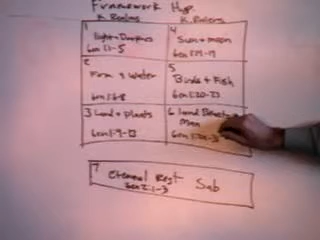 Framework Hyp
K. Realms K. Rulers
1
Light + Darkness
Gen 1:1-5
4
Sun + moon
Gen 1:14-19
2
Firm & Water
Gen 1:6-8
5
Birds + Fish
Gen 1:20-23
3 Land + Plants
Gen 1:9-13
6 Land
Man
7
Eternal Rest Sab
Gen 2:1-3